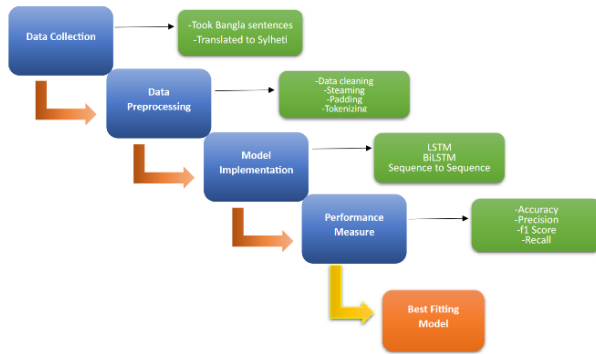 Data Collection
-Took Bangla sentences
-Translated to Sylheti
Data
Preprocessing
-Data cleaning
-Steaming
-Padding
-Tokenizing
Model
Implementation
LSTM
BiLSTM
Sequence to Sequence
Performance
Measure
-Accuracy
-Precision
-f1 Score
-Recall
Best Fitting
Model